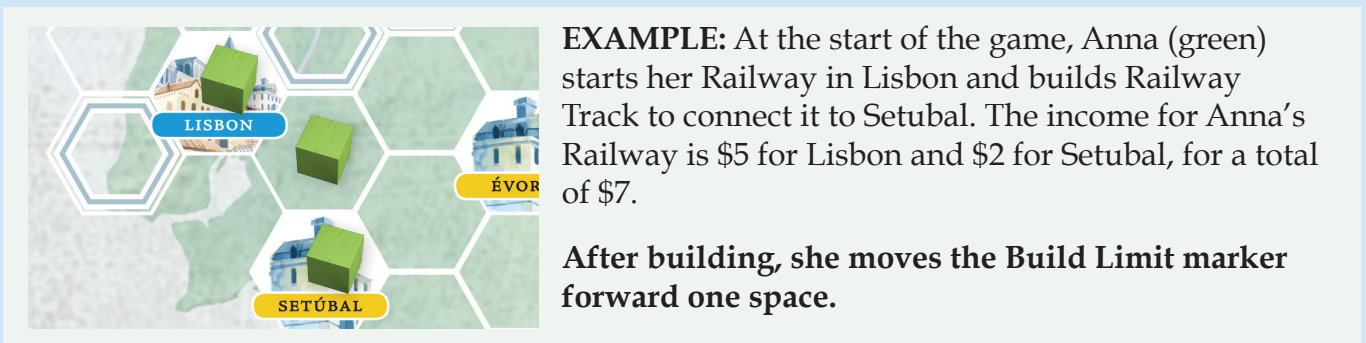 LISBON
ÉVOR
SETÚBAL
EXAMPLE: At the start of the game, Anna (green)
starts her Railway in Lisbon and builds Railway
Track to connect it to Setubal. The income for Anna’s
Railway is $5 for Lisbon and $2 for Setubal, for a total
of $7.
After building, she moves the Build Limit marker
forward one space.